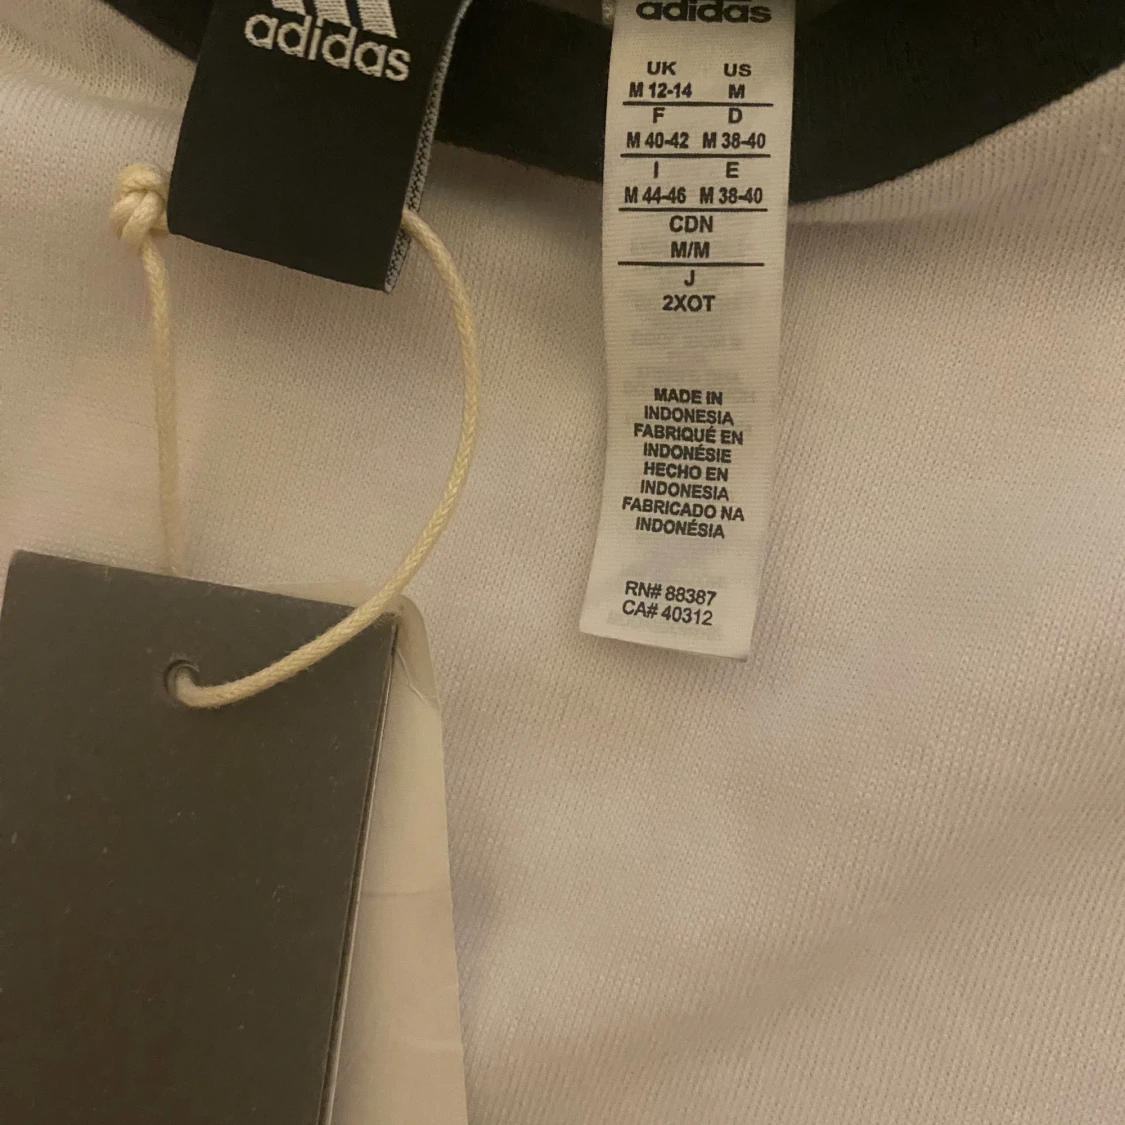 adidas
adidas
UK US
M 12-14 M
F D
M 40-42 M 38-40
I E
M 44-46 M 38-40
CDN
M/M
J
2XOT
MADE IN
INDONESIA
FABRIQUÉ EN
INDONÉSIE
HECHO EN
INDONESIA
FABRICADO NA
INDONÉSIA
RN# 88387
CA# 40312